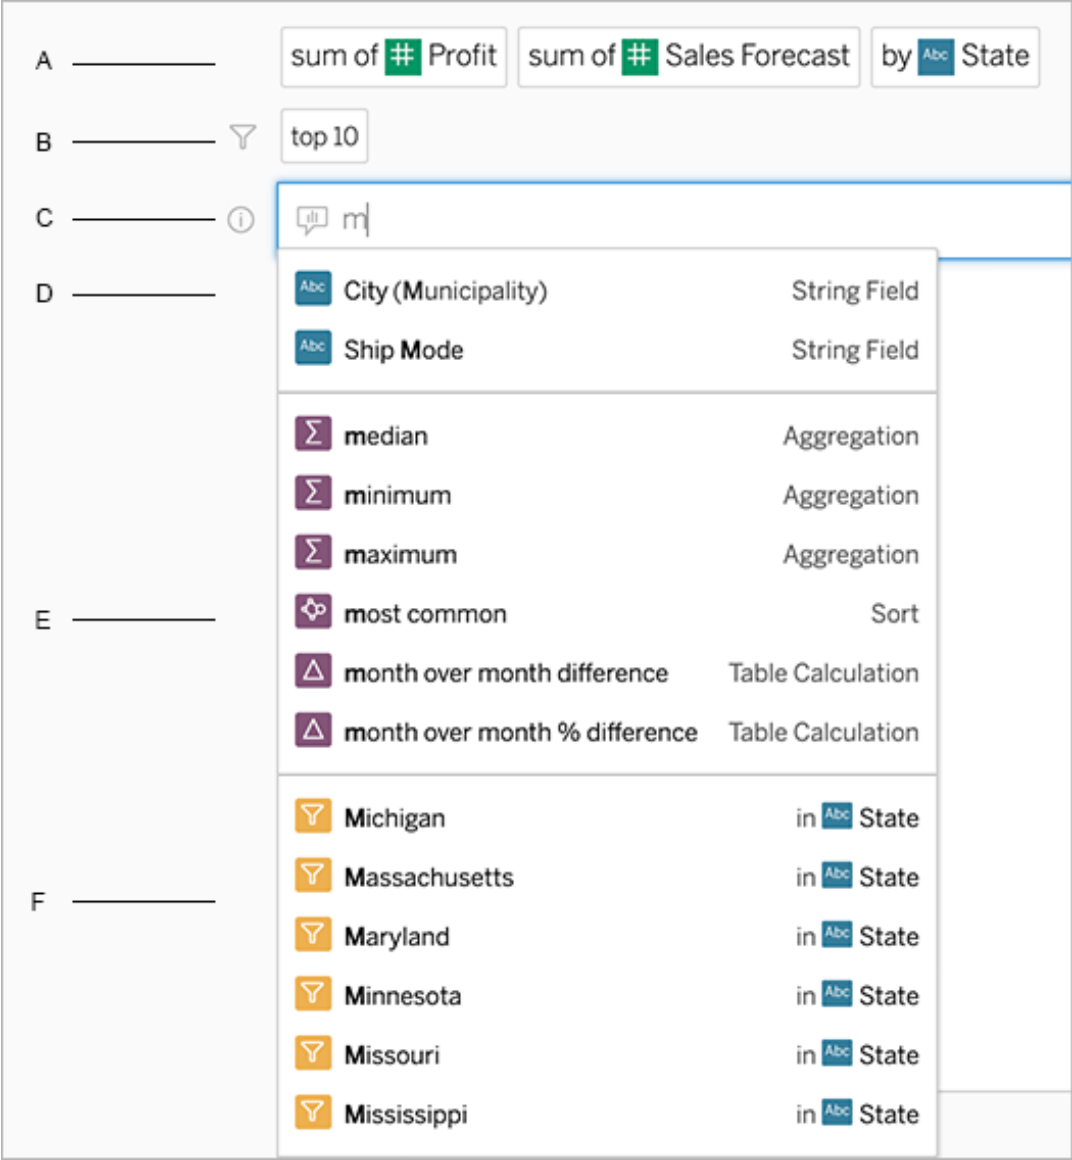 A sum of # Profit sum of # Sales Forecast by Abc State
B top 10
C m
D Abc City (Municipality) String Field
Abc Ship Mode String Field
Σ median Aggregation
Σ minimum Aggregation
Σ maximum Aggregation
E most common Sort
month over month difference Table Calculation
month over month % difference Table Calculation
Michigan in Abc State
Massachusetts in Abc State
F
Maryland in Abc State
Minnesota in Abc State
Missouri in Abc State
Mississippi in Abc State